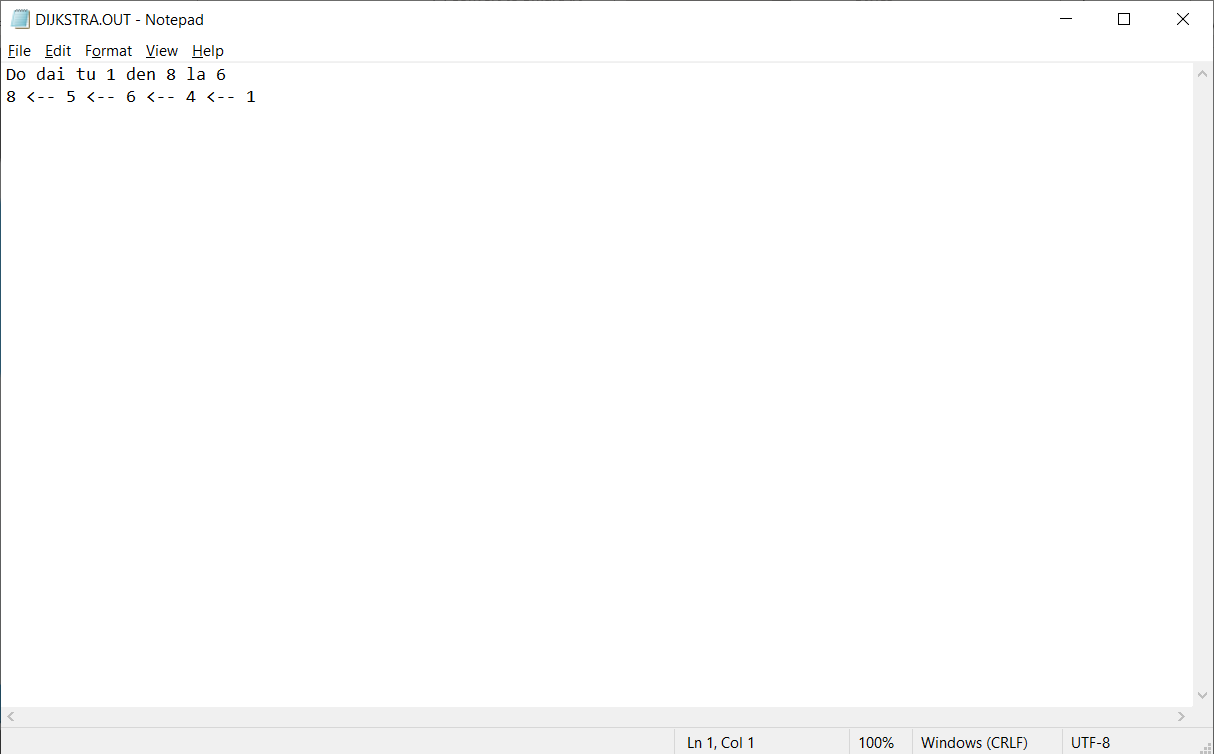 DIJKSTRA.OUT - Notepad
File Edit Format View Help
Do dai tu 1 den 8 la 6
8 <-- 5 <-- 6 <-- 4 <-- 1
Ln 1, Col 1 100% Windows (CRLF) UTF-8